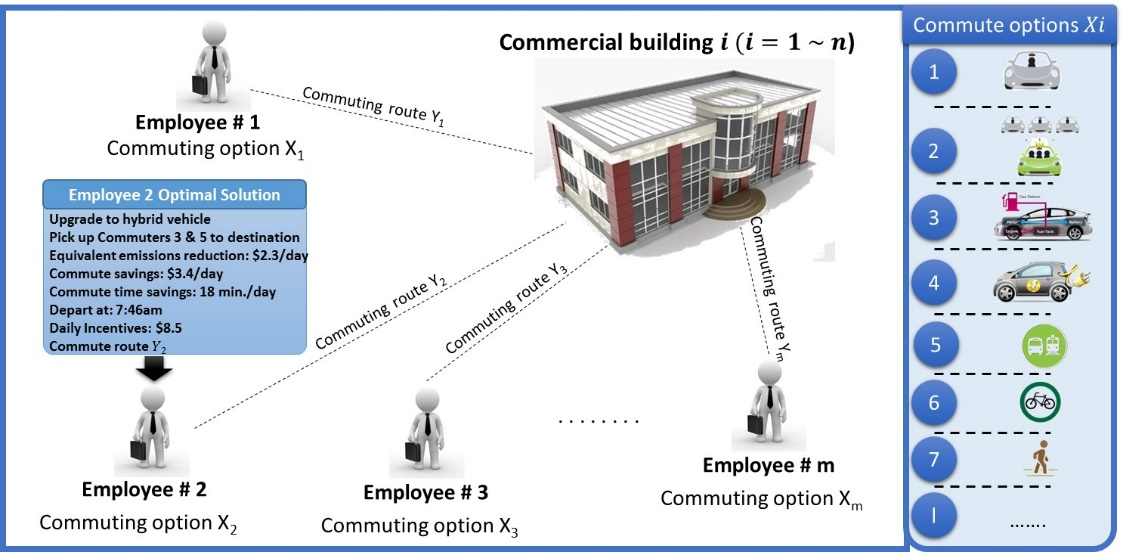 Commercial building i (i = 1 ~ n)
Employee # 1
Commuting option X1
Commuting route Y1
Employee 2 Optimal Solution
Upgrade to hybrid vehicle
Pick up Commuters 3 & 5 to destination
Equivalent emissions reduction: $2.3/day
Commute savings: $3.4/day
Commute time savings: 18 min./day
Depart at: 7:46am
Daily Incentives: $8.5
Commute route Y2
Commuting route Y2
Commuting route Y3
Commuting route Ym
Employee # 2
Commuting option X2
Employee # 3
Commuting option X3
........
Employee # m
Commuting option Xm
Commute options Xi
1
2
3
Fuel Tank
4
5
6
7
I
.......